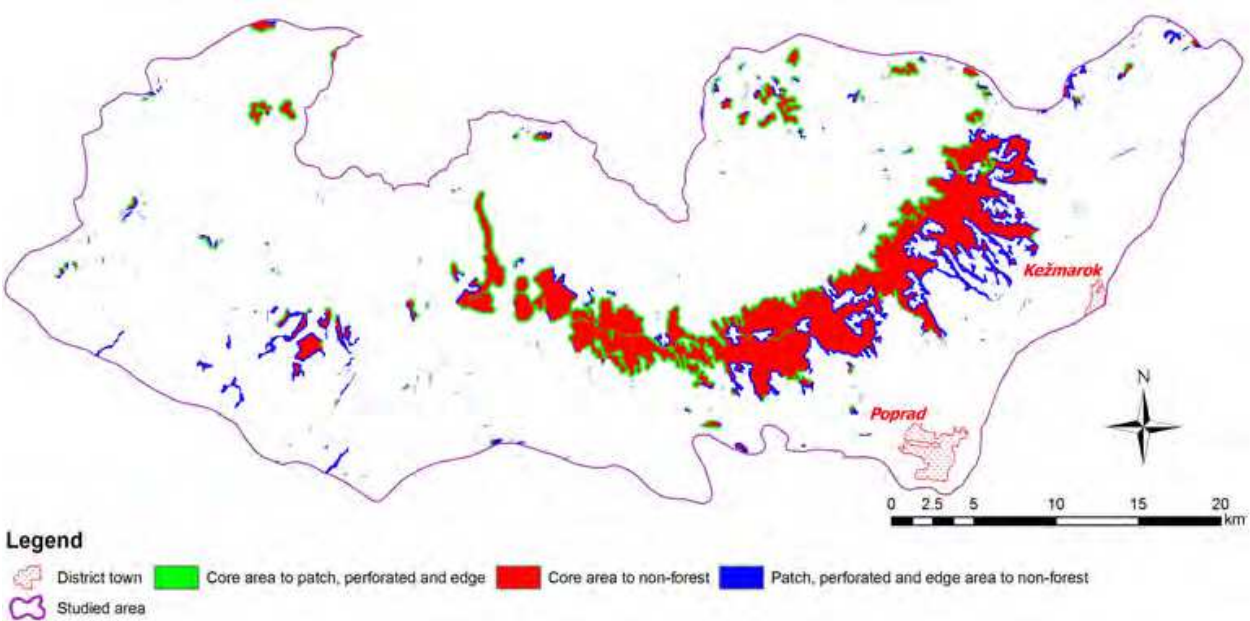 Kežmarok
N
Poprad
0 2.5 5 10 15 20
km
Legend
District town Core area to patch, perforated and edge Core area to non-forest Patch, perforated and edge area to non-forest
Studied area